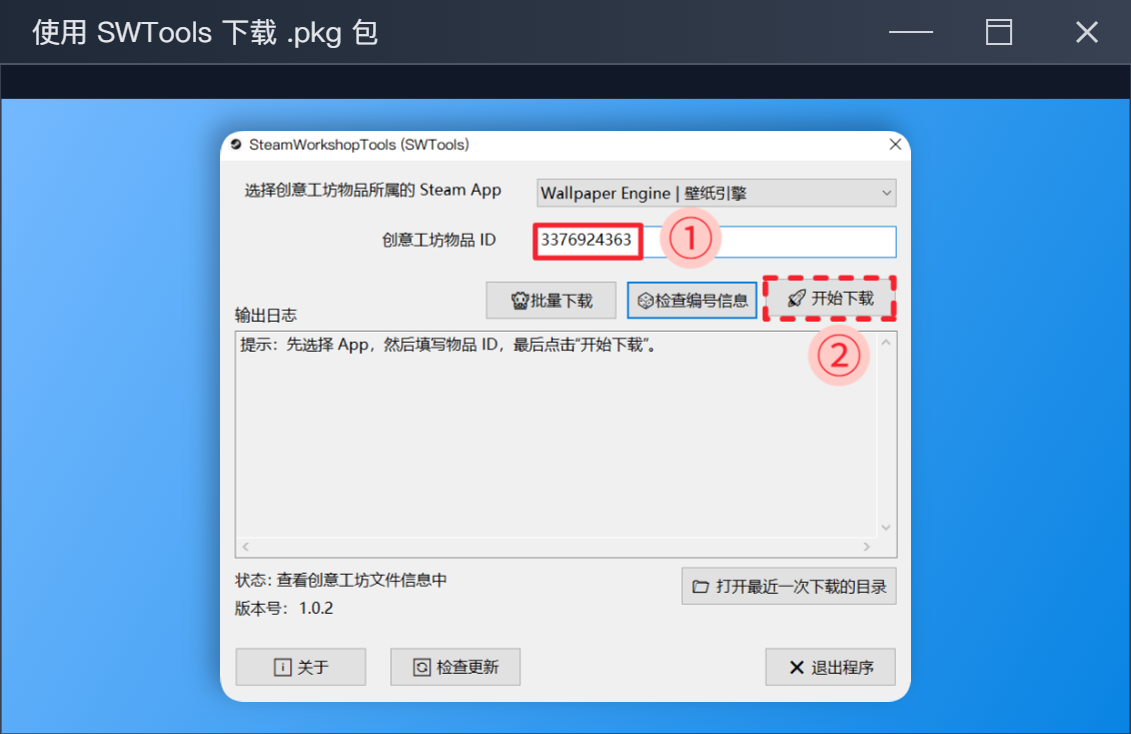 使用 SWTools 下载 .pkg 包
SteamWorkshopTools (SWTools)
选择创意工坊物品所属的 Steam App
Wallpaper Engine | 壁纸引擎
创意工坊物品 ID
3376924363
①
批量下载
检查编号信息
开始下载
输出日志
提示：先选择 App，然后填写物品 ID，最后点击“开始下载”。
②
状态: 查看创意工坊文件信息中
打开最近一次下载的目录
版本号： 1.0.2
关于
检查更新
退出程序